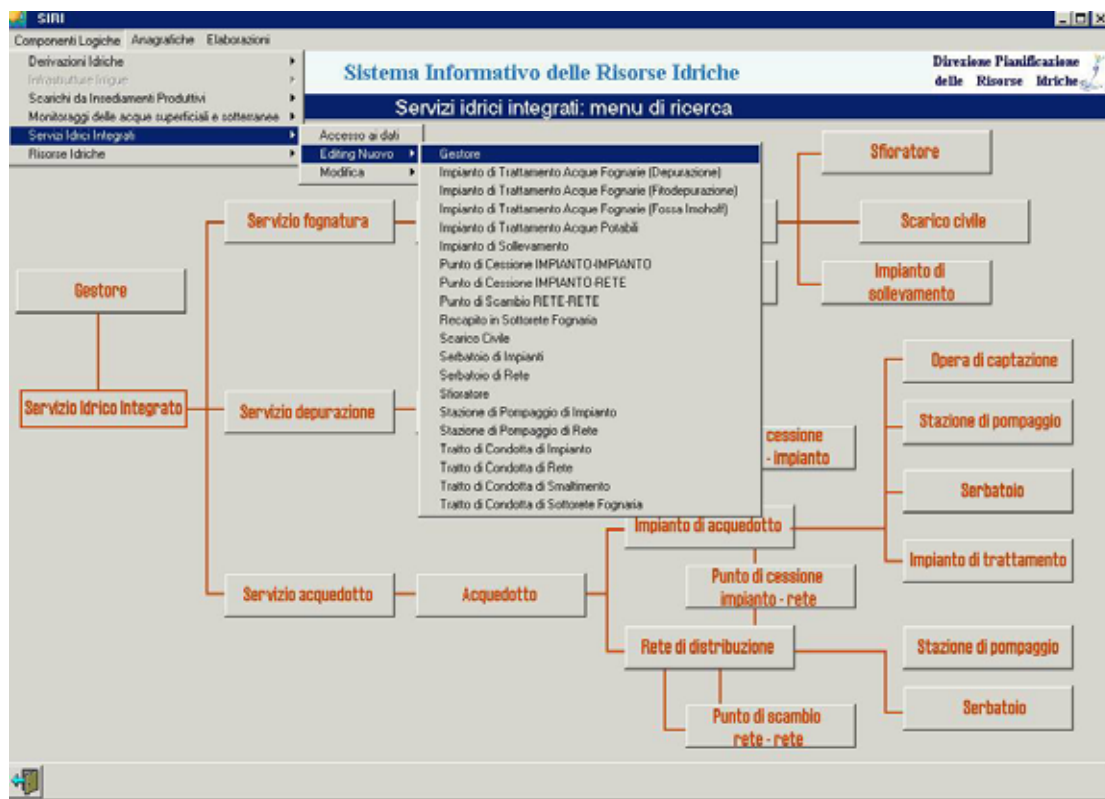 SIRI
Componenti Logiche Anagrafiche Elaborazioni
Derivazioni Idriche
Infrastrutture Irrigue
Scarichi da Insediamenti Produttivi
Monitoraggi delle acque superficiali e sotterranee
Servizi Idrici Integrati
Risorse Idriche
Sistema Informativo delle Risorse Idriche
Direzione Pianificazione
delle Risorse Idriche
Servizi idrici integrati: menu di ricerca
Accesso ai dati
Editing Nuovo
Modifica
Gestore
Impianto di Trattamento Acque Fognarie (Depurazione)
Impianto di Trattamento Acque Fognarie (Fitodepurazione)
Impianto di Trattamento Acque Fognarie (Fossa Imohoff)
Impianto di Trattamento Acque Potabili
Impianto di Sollevamento
Punto di Cessione IMPIANTO-IMPIANTO
Punto di Cessione IMPIANTO-RETE
Punto di Scambio RETE-RETE
Recapito in Sottorete Fognaria
Scarico Civile
Serbatoio di Impianti
Serbatoio di Rete
Sfioratore
Stazione di Pompaggio di Impianto
Stazione di Pompaggio di Rete
Tratto di Condotta di Impianto
Tratto di Condotta di Rete
Tratto di Condotta di Smaltimento
Tratto di Condotta di Sottorete Fognaria
Sfioratore
Servizio fognatura
Scarico civile
Gestore
Impianto di
sollevamento
Opera di captazione
Servizio Idrico Integrato
Servizio depurazione
Stazione di pompaggio
cessione
- impianto
Serbatoio
Impianto di acquedotto
Impianto di trattamento
Servizio acquedotto
Acquedotto
Punto di cessione
impianto - rete
Rete di distribuzione
Stazione di pompaggio
Serbatoio
Punto di scambio
rete - rete